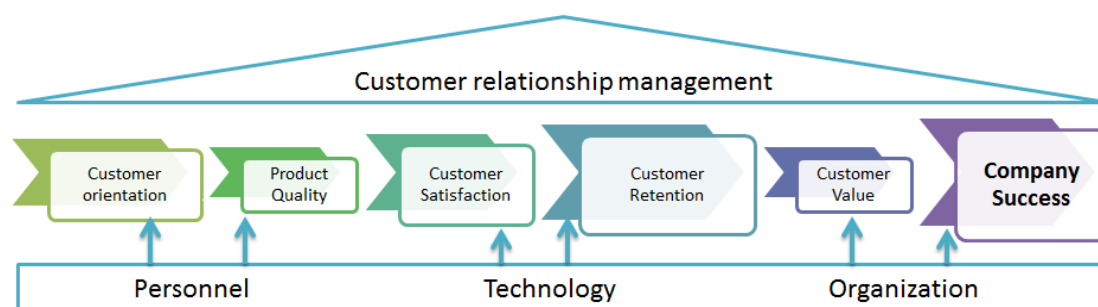 Customer relationship management
Customer
orientation
Product
Quality
Customer
Satisfaction
Customer
Retention
Customer
Value
Company
Success
Personnel
Technology
Organization